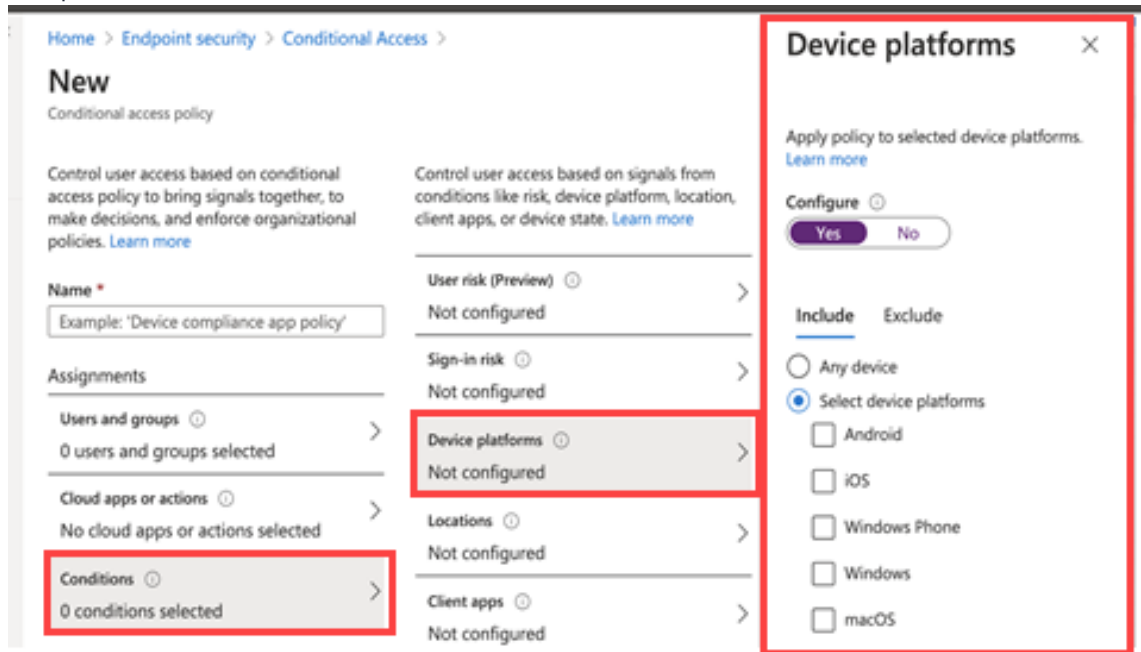 Home > Endpoint security > Conditional Access >
New
Conditional access policy
Control user access based on conditional
access policy to bring signals together, to
make decisions, and enforce organizational
policies. Learn more
Name *
Example: 'Device compliance app policy'
Assignments
Users and groups
0 users and groups selected
Cloud apps or actions
No cloud apps or actions selected
Conditions
0 conditions selected
Control user access based on signals from
conditions like risk, device platform, location,
client apps, or device state. Learn more
User risk (Preview)
Not configured
Sign-in risk
Not configured
Device platforms
Not configured
Locations
Not configured
Client apps
Not configured
Device platforms
Apply policy to selected device platforms.
Learn more
Configure
Yes No
Include Exclude
Any device
Select device platforms
Android
iOS
Windows Phone
Windows
macOS